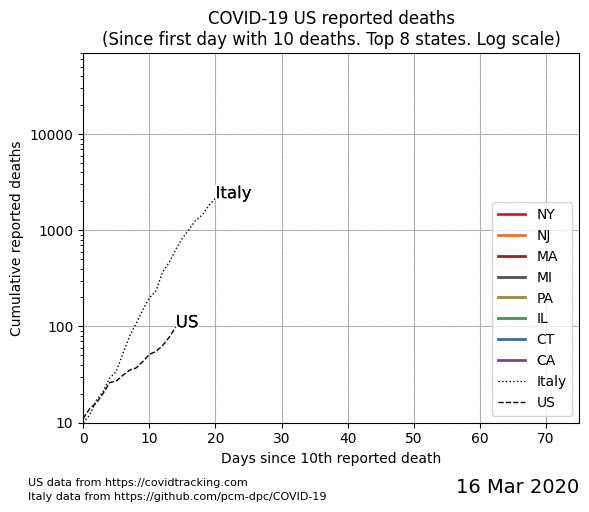 COVID-19 US reported deaths
(Since first day with 10 deaths. Top 8 states. Log scale)
Cumulative reported deaths
10000
1000
100
10
Italy
US
NY
NJ
MA
MI
PA
IL
CT
CA
Italy
US
0 10 20 30 40 50 60 70
Days since 10th reported death
US data from https://covidtracking.com
Italy data from https://github.com/pcm-dpc/COVID-19
16 Mar 2020